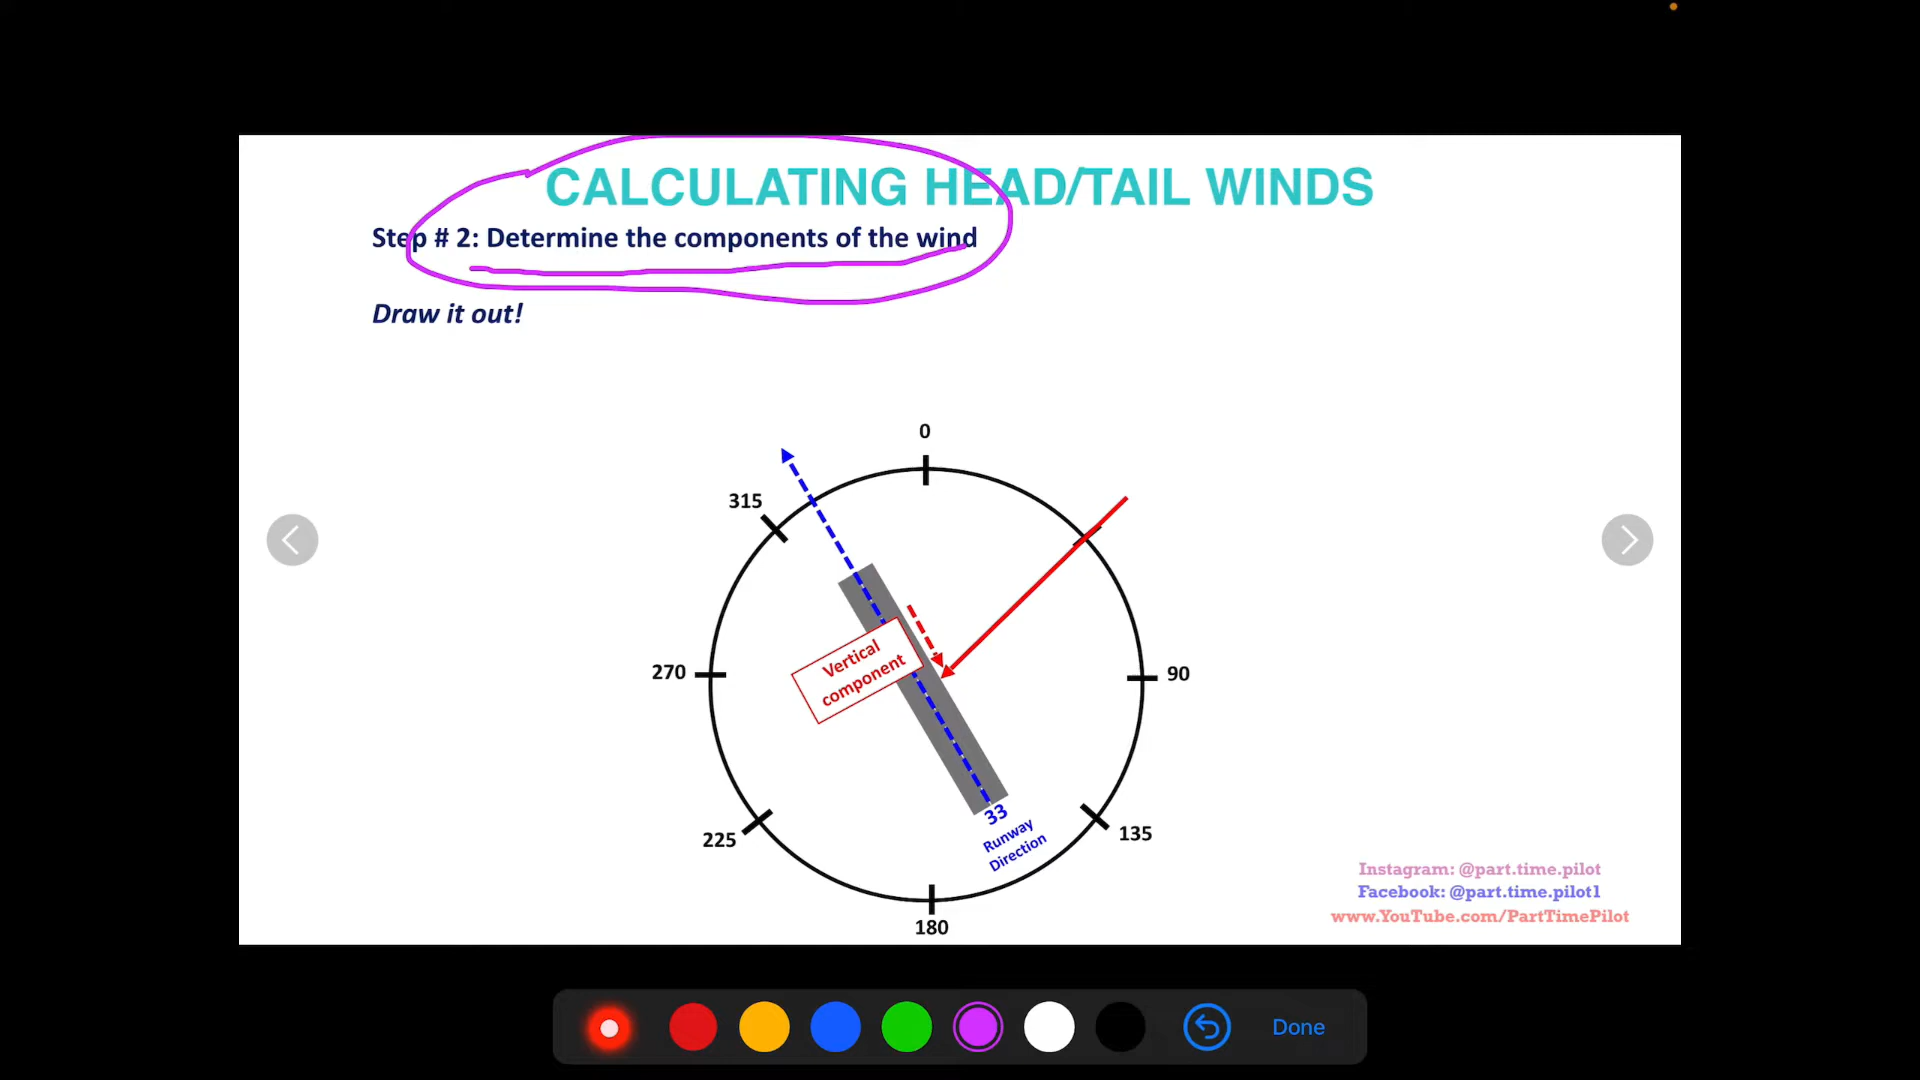 CALCULATING HEAD/TAIL WINDS
Step # 2: Determine the components of the wind
Draw it out!
0
315
270
90
Vertical
component
33
Runway
Direction
225
135
180
Instagram: @part.time.pilot
Facebook: @part.time.pilot1
www.YouTube.com/PartTimePilot
Done